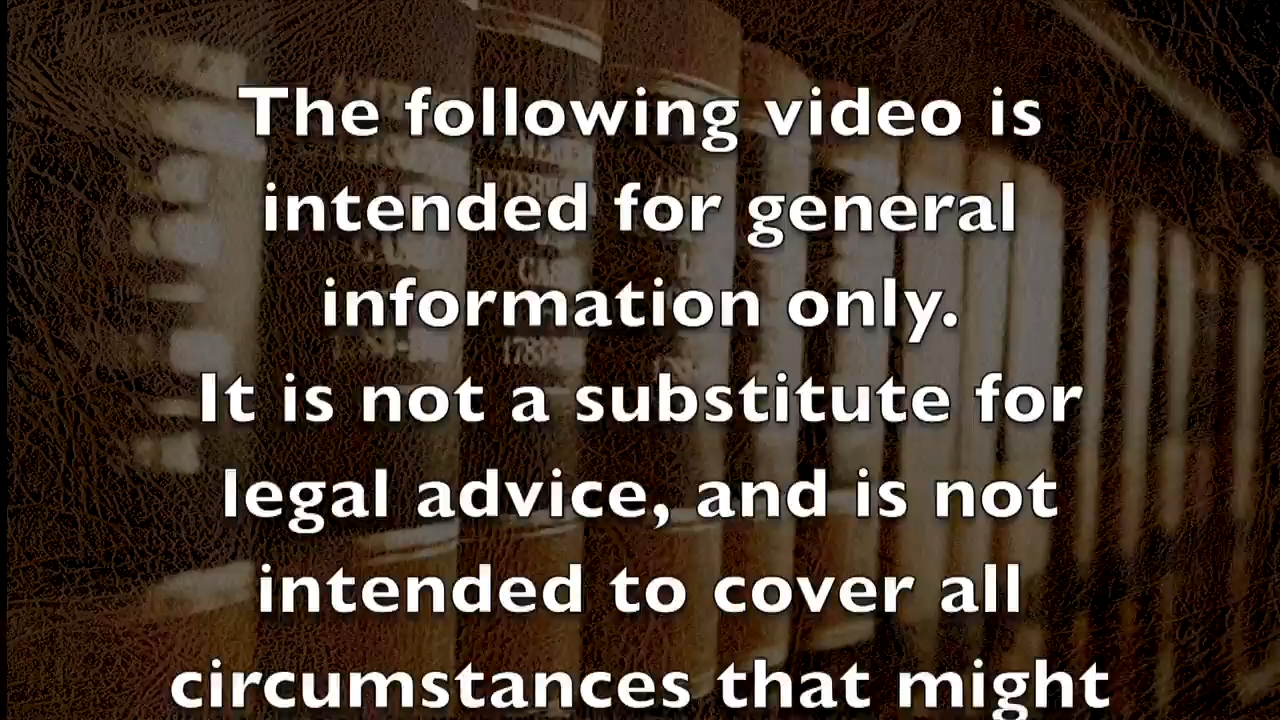 The following video is
intended for general
information only.
It is not a substitute for
legal advice, and is not
intended to cover all
circumstances that might